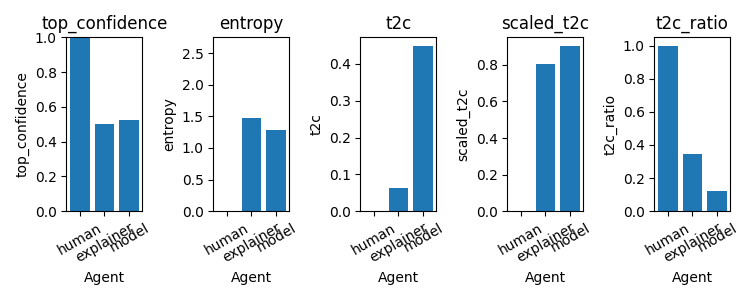 top_confidence
1.0
0.8
0.6
0.4
0.2
0.0
top_confidence
human
explainer
model
Agent
entropy
2.5
2.0
1.5
1.0
0.5
0.0
entropy
human
explainer
model
Agent
t2c
0.4
0.3
0.2
0.1
0.0
t2c
human
explainer
model
Agent
scaled_t2c
0.8
0.6
0.4
0.2
0.0
scaled_t2c
human
explainer
model
Agent
t2c_ratio
1.0
0.8
0.6
0.4
0.2
0.0
t2c_ratio
human
explainer
model
Agent